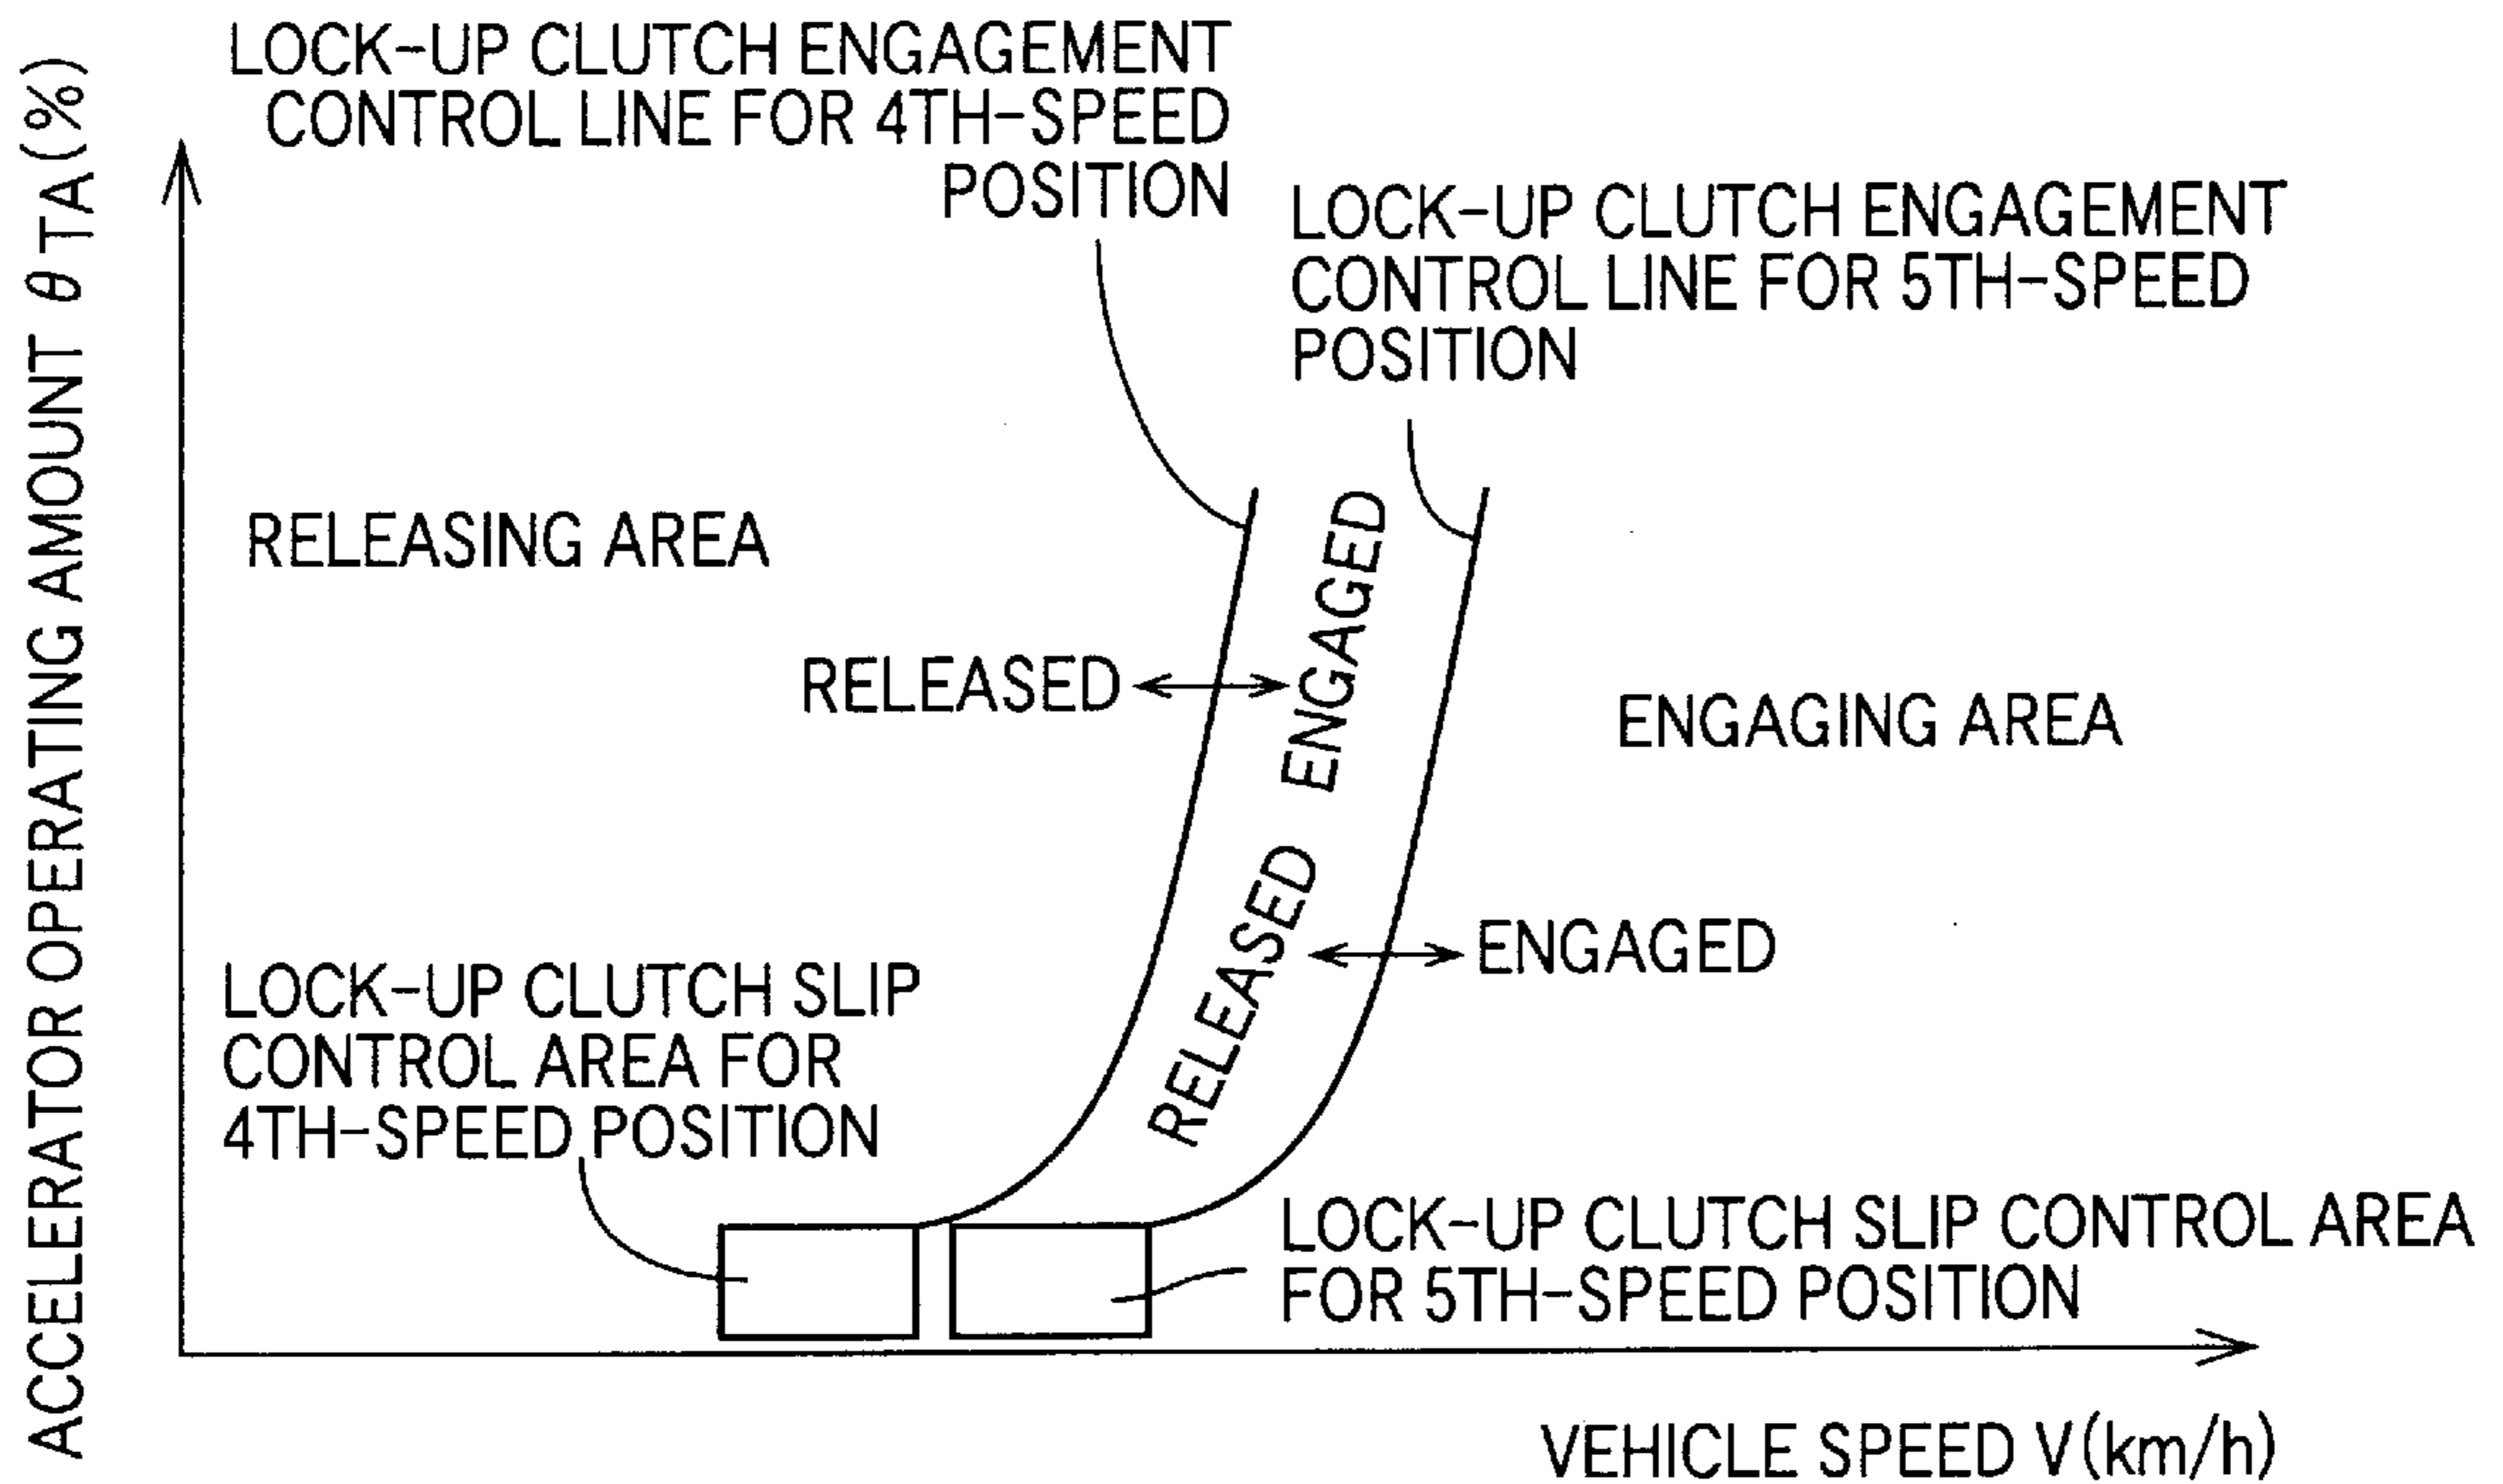 LOCK-UP CLUTCH ENGAGEMENT
CONTROL LINE FOR 4TH-SPEED
POSITION
LOCK-UP CLUTCH ENGAGEMENT
CONTROL LINE FOR 5TH-SPEED
POSITION
ACCELERATOR OPERATING AMOUNT θTA(%)
RELEASING AREA
RELEASED
ENGAGED
ENGAGING AREA
RELEASED
ENGAGED
LOCK-UP CLUTCH SLIP
CONTROL AREA FOR
4TH-SPEED POSITION
LOCK-UP CLUTCH SLIP CONTROL AREA
FOR 5TH-SPEED POSITION
VEHICLE SPEED V(km/h)